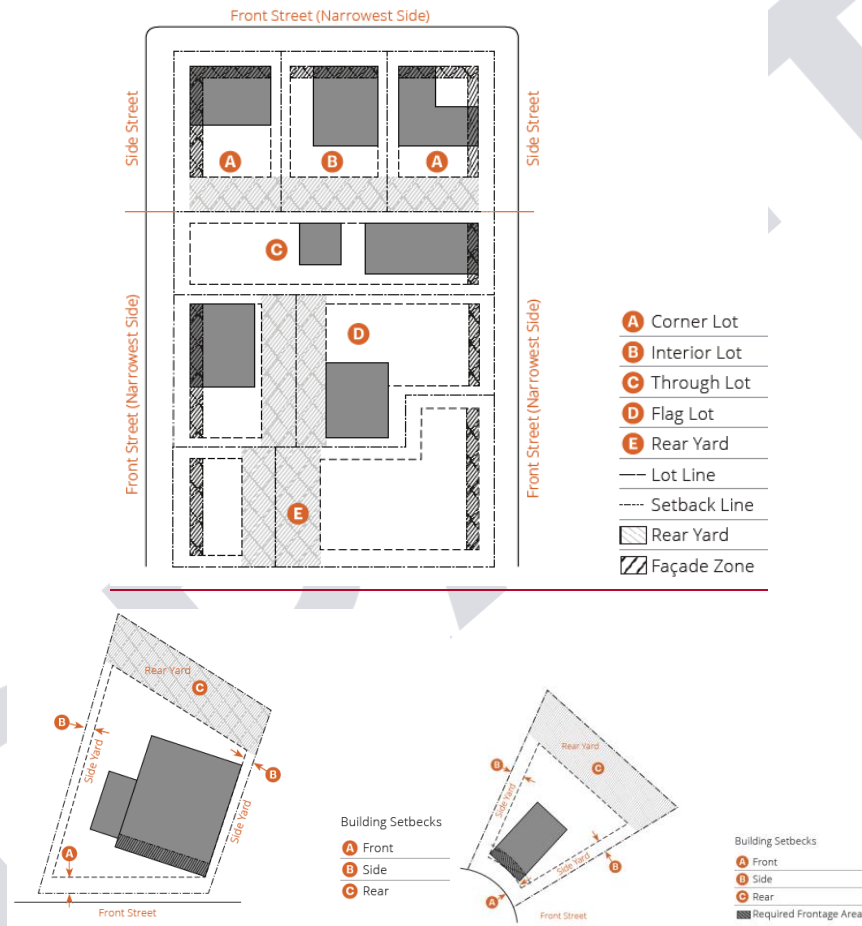 Front Street (Narrowest Side)
Side Street
Side Street
A
B
A
C
Front Street (Narrowest Side)
D
Front Street (Narrowest Side)
E
A Corner Lot
B Interior Lot
C Through Lot
D Flag Lot
E Rear Yard
Lot Line
Setback Line
Rear Yard
Façade Zone
Rear Yard
C
B
Side Yard
B
Side Yard
A
Front Street
Building Setbecks
A Front
B Side
C Rear
Rear Yard
C
B
Side Yard
Side Yard
B
A
Front Street
Building Setbecks
A Front
B Side
C Rear
Required Frontage Area